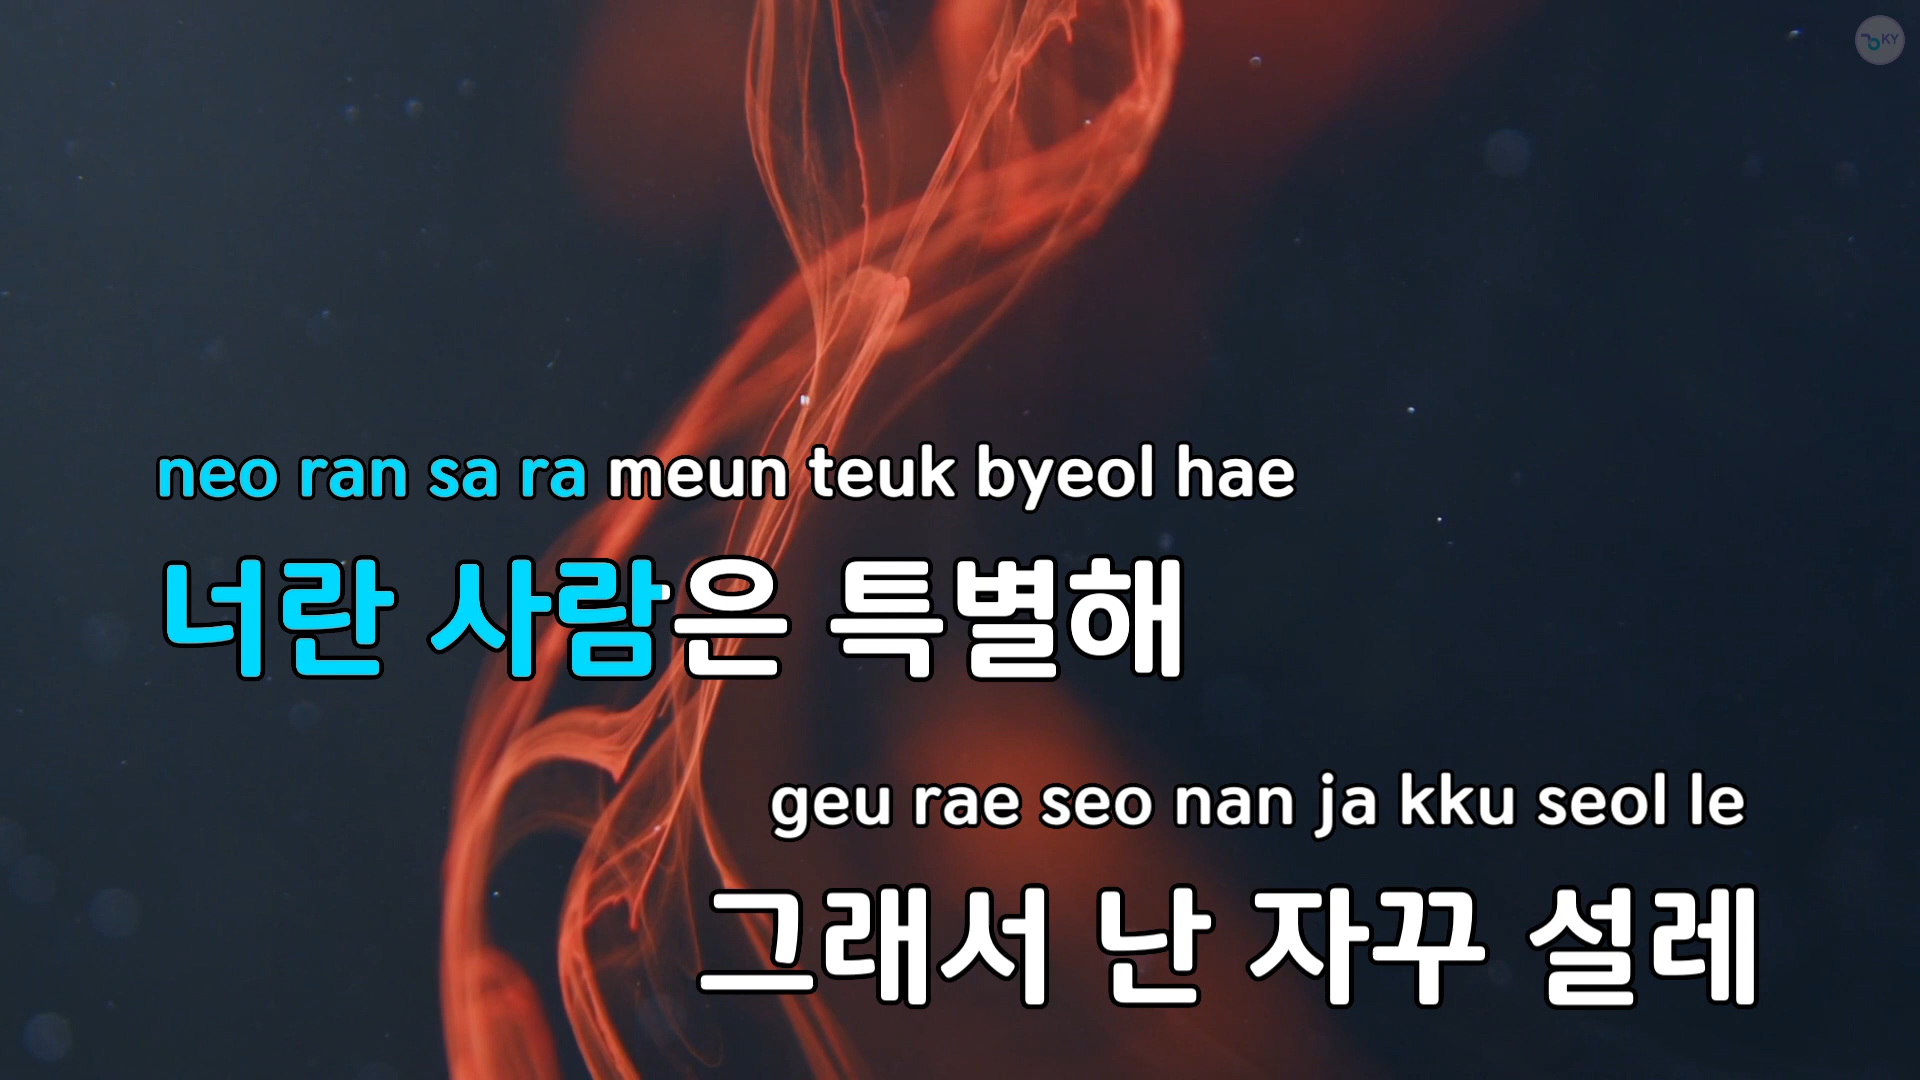 KY
neo ran sa ra meun teuk byeol hae
너란 사람은 특별해
geu rae seo nan ja kku seol le
그래서 난 자꾸 설레